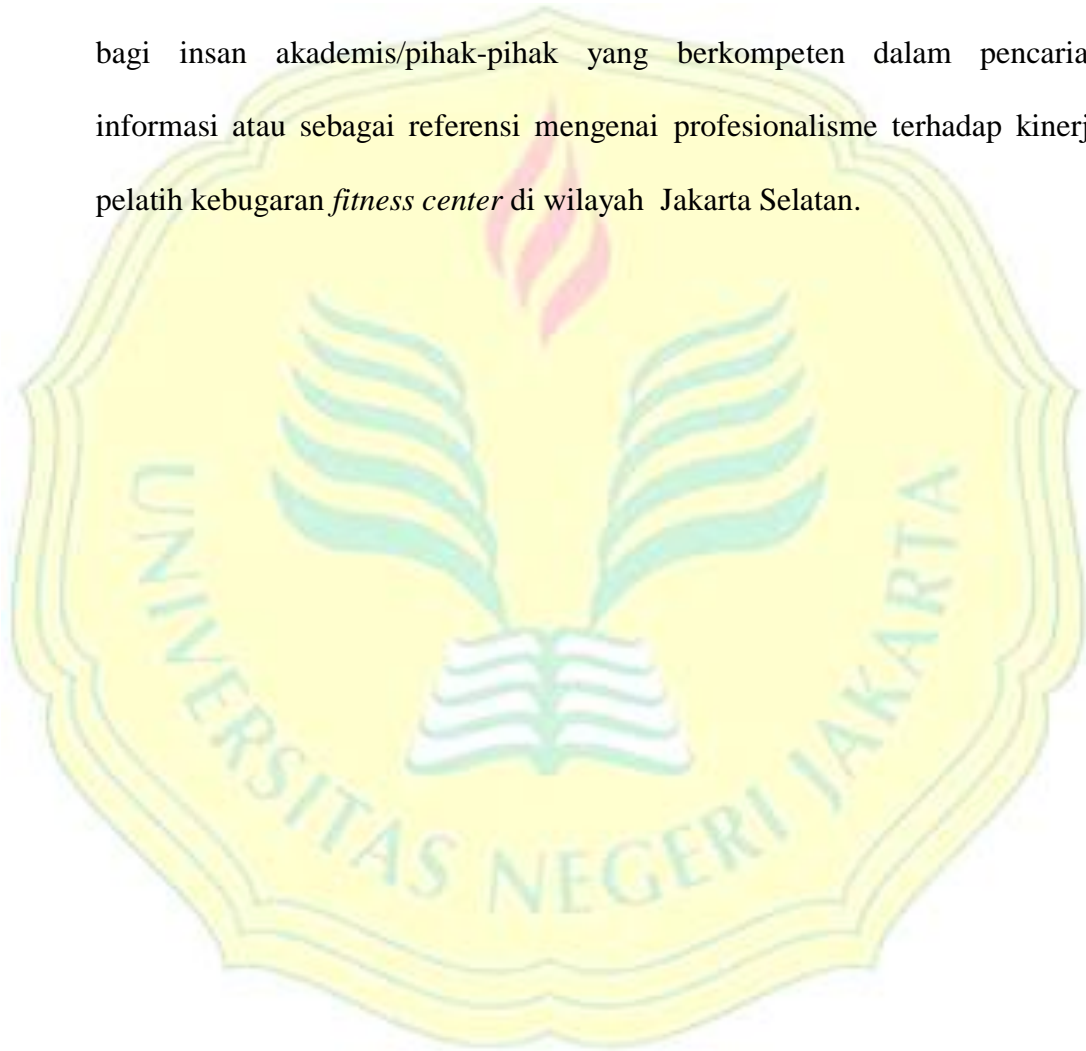 bagi insan akademis/pihak-pihak yang berkompeten dalam pencaria
informasi atau sebagai referensi mengenai profesionalisme terhadap kinerj
pelatih kebugaran fitness center di wilayah Jakarta Selatan.
UNIVERSITAS NEGERI JAKARTA